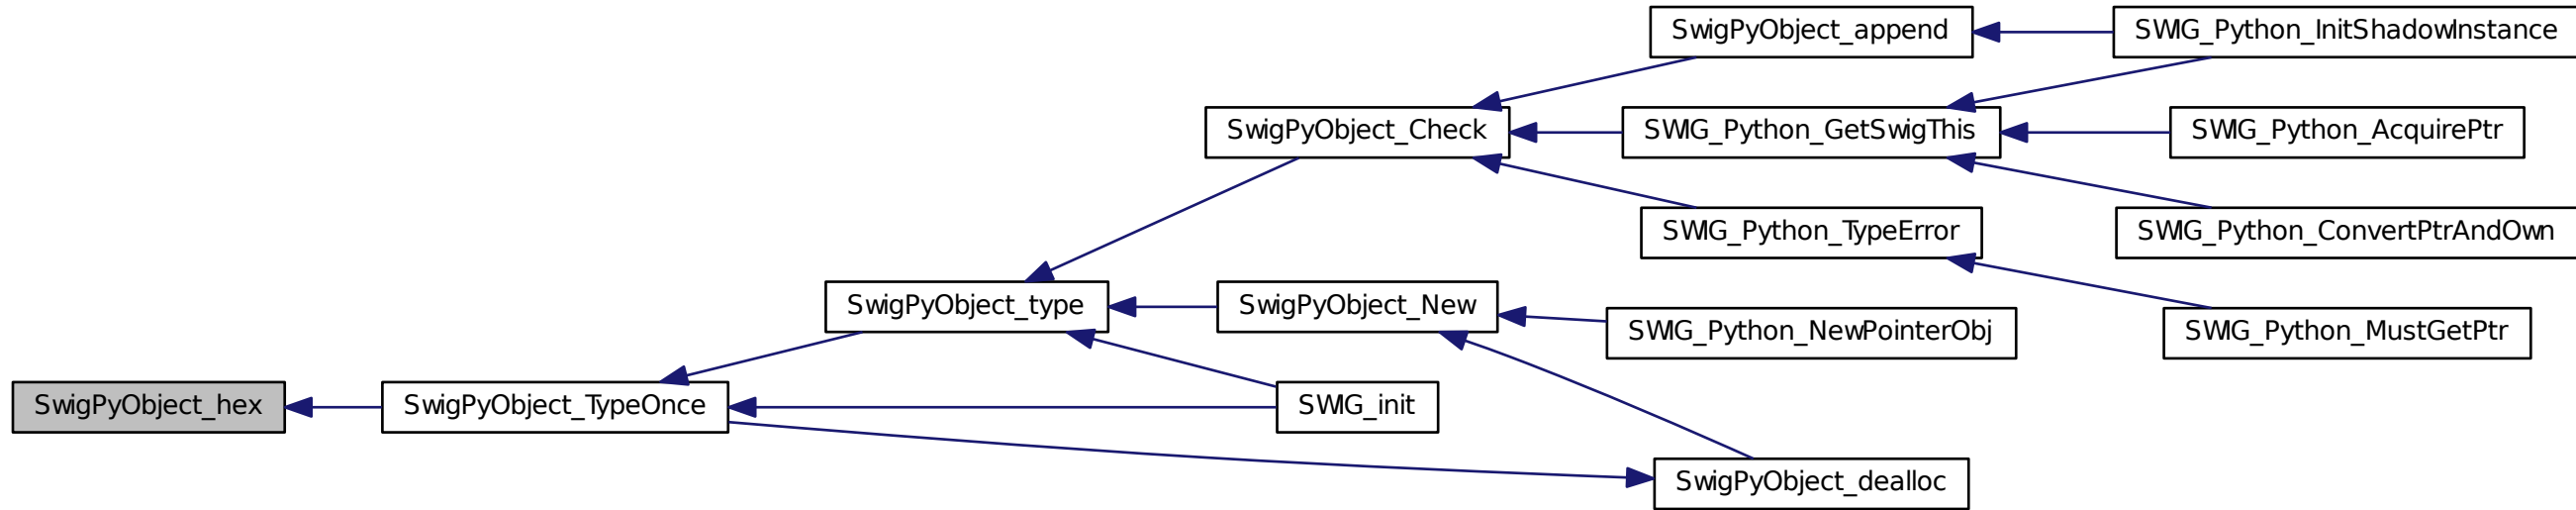 SwigPyObject_append
SWIG_Python_InitShadowInstance
SwigPyObject_Check
SWIG_Python_GetSwigThis
SWIG_Python_AcquirePtr
SWIG_Python_TypeError
SWIG_Python_ConvertPtrAndOwn
SwigPyObject_type
SwigPyObject_New
SWIG_Python_NewPointerObj
SWIG_Python_MustGetPtr
SwigPyObject_hex
SwigPyObject_TypeOnce
SWIG_init
SwigPyObject_dealloc